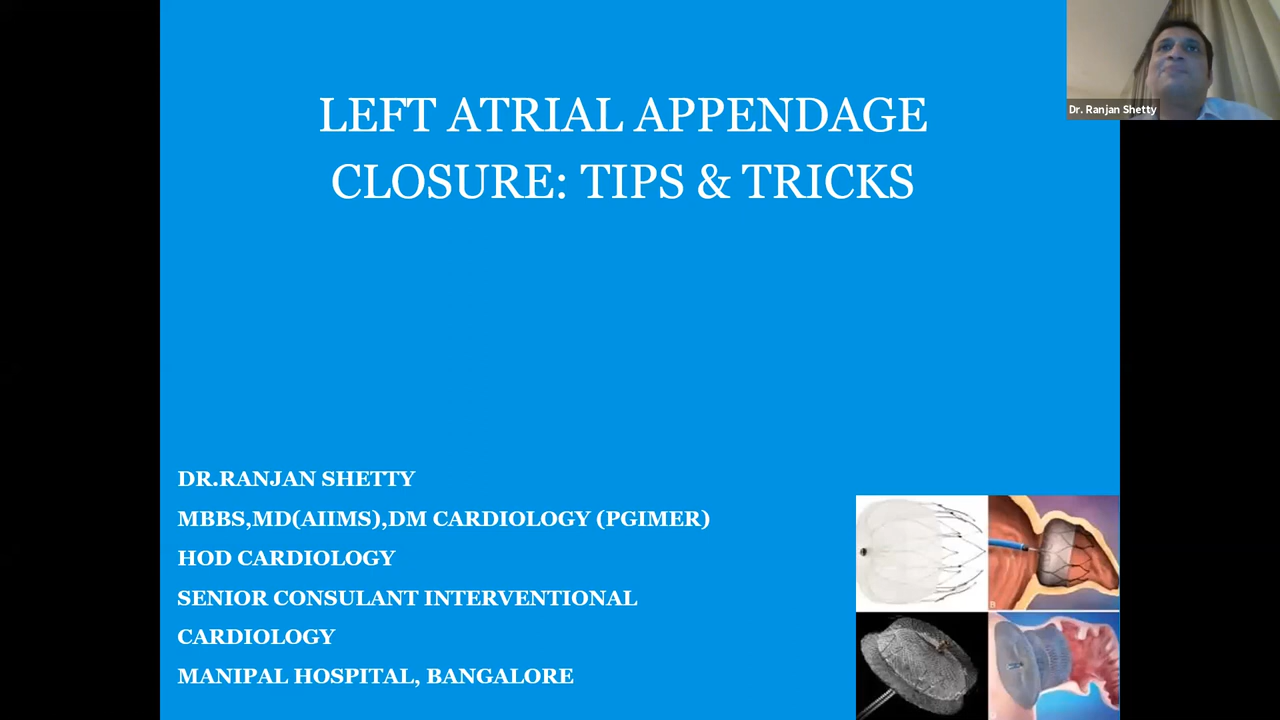 LEFT ATRIAL APPENDAGE
CLOSURE: TIPS & TRICKS
Dr. Ranjan Shetty
DR.RANJAN SHETTY
MBBS,MD(AIIMS),DM CARDIOLOGY (PGIMER)
HOD CARDIOLOGY
SENIOR CONSULANT INTERVENTIONAL
CARDIOLOGY
MANIPAL HOSPITAL, BANGALORE